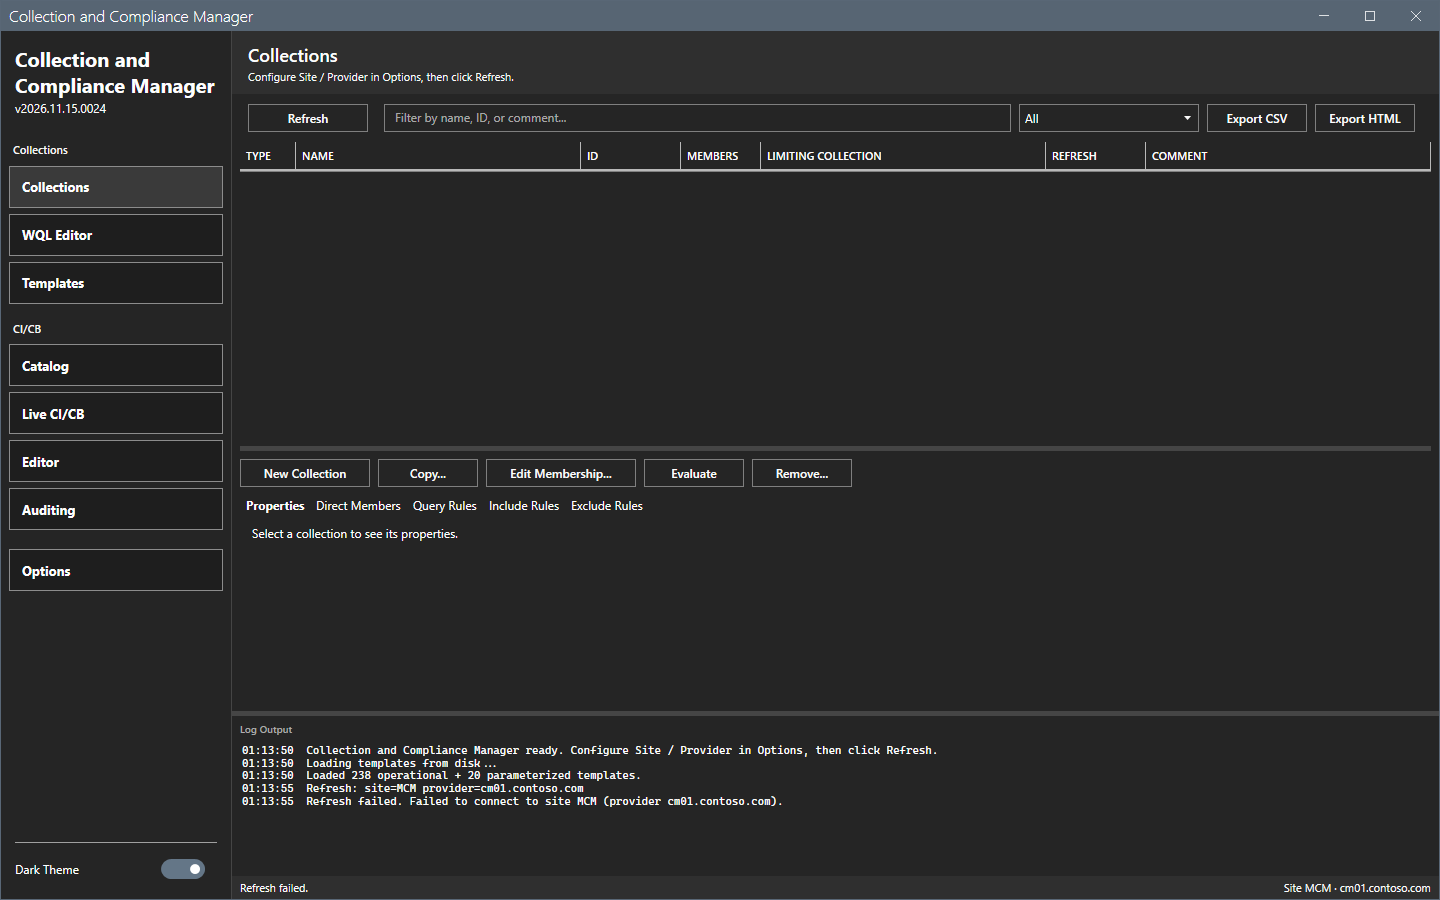 Collection and Compliance Manager
Collection and
Compliance Manager
v2026.11.15.0024
Collections
Collections
WQL Editor
Templates
CI/CB
Catalog
Live CI/CB
Editor
Auditing
Options
Dark Theme
Collections
Configure Site / Provider in Options, then click Refresh.
Refresh
Filter by name, ID, or comment...
All
Export CSV
Export HTML
TYPE NAME ID MEMBERS LIMITING COLLECTION REFRESH COMMENT
New Collection
Copy...
Edit Membership...
Evaluate
Remove...
Properties Direct Members Query Rules Include Rules Exclude Rules
Select a collection to see its properties.
Log Output
01:13:50 Collection and Compliance Manager ready. Configure Site / Provider in Options, then click Refresh.
01:13:50 Loading templates from disk...
01:13:50 Loaded 238 operational + 20 parameterized templates.
01:13:55 Refresh: site=MCM provider=cm01.contoso.com
01:13:55 Refresh failed. Failed to connect to site MCM (provider cm01.contoso.com).
Refresh failed.
Site MCM · cm01.contoso.com